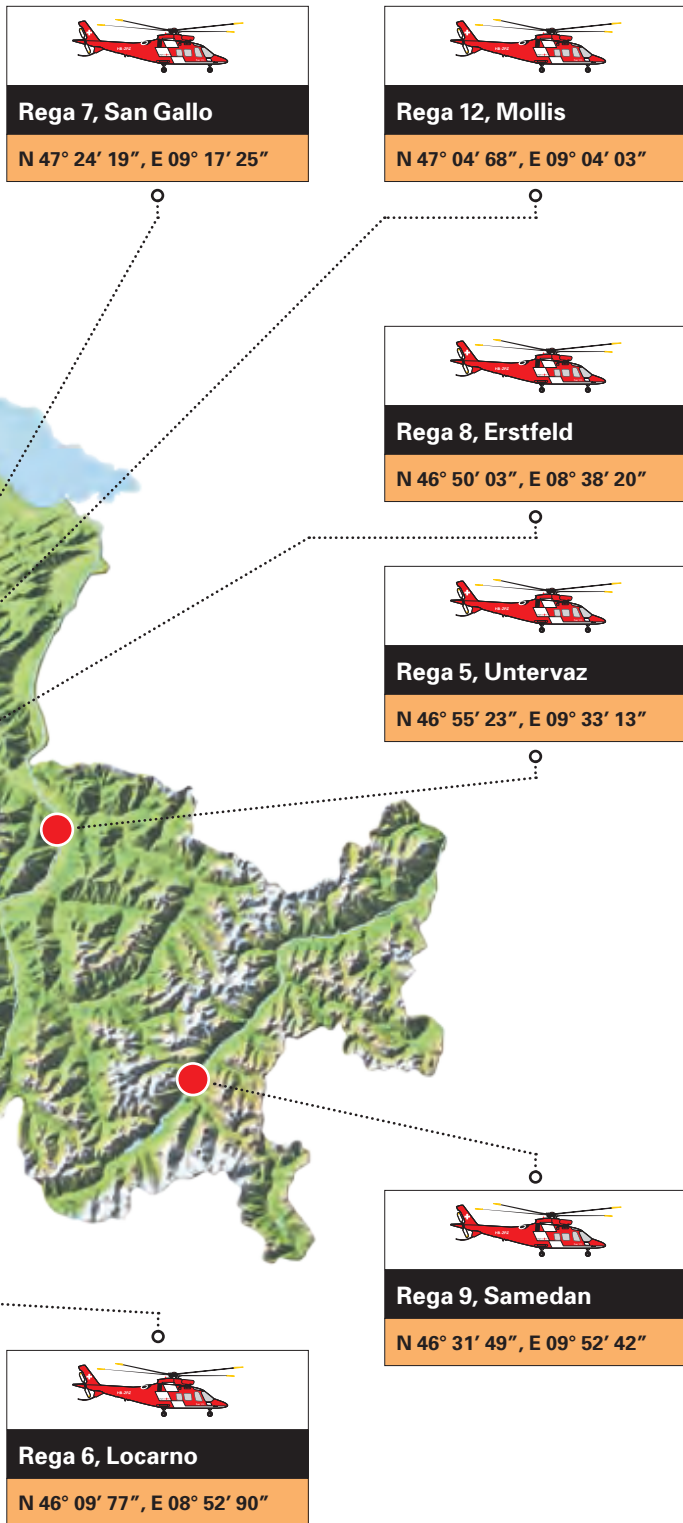 Rega 7, San Gallo
N 47° 24′ 19″, E 09° 17′ 25″
Rega 12, Mollis
N 47° 04′ 68″, E 09° 04′ 03″
Rega 8, Erstfeld
N 46° 50′ 03″, E 08° 38′ 20″
Rega 5, Untervaz
N 46° 55′ 23″, E 09° 33′ 13″
Rega 9, Samedan
N 46° 31′ 49″, E 09° 52′ 42″
Rega 6, Locarno
N 46° 09′ 77″, E 08° 52′ 90″